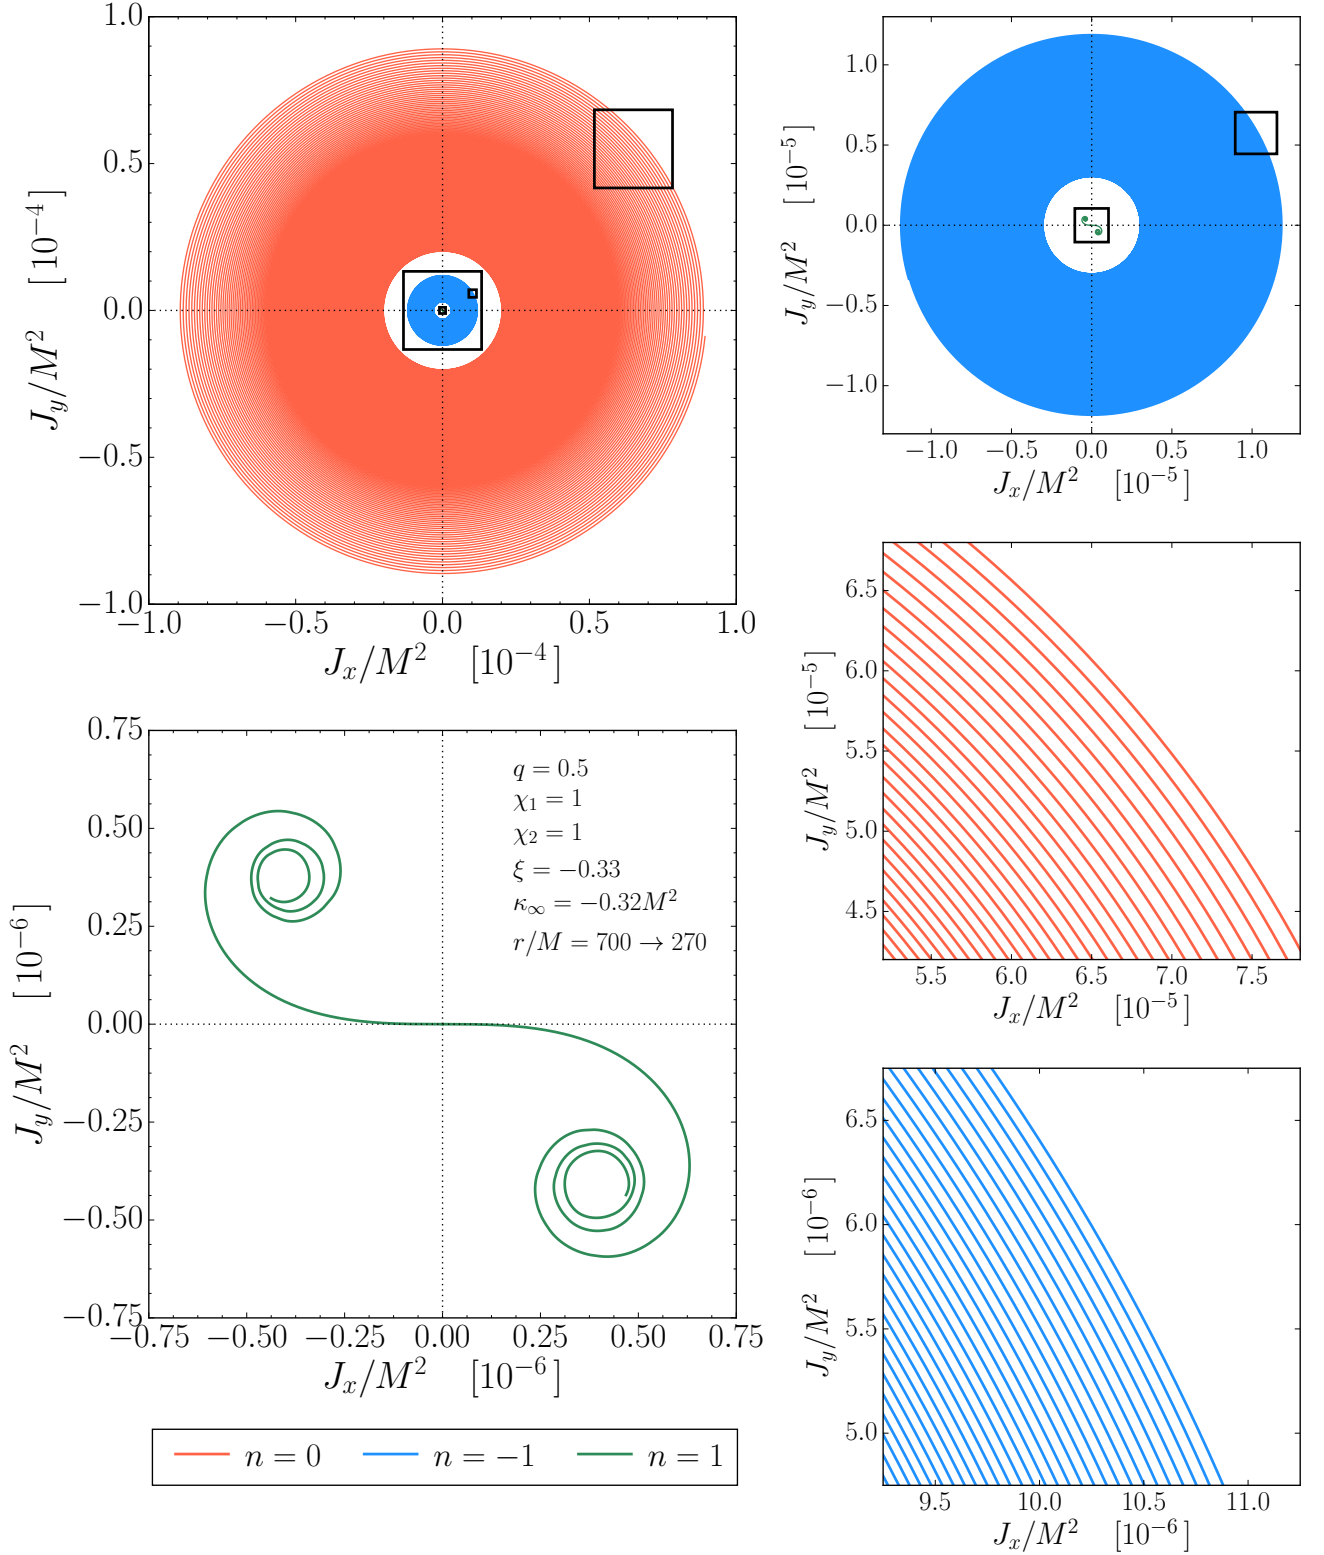 1.0
0.5
0.0
−0.5
−1.0
J_y/M^2 [10^−4]
−1.0 −0.5 0.0 0.5 1.0
J_x/M^2 [10^−4]
1.0
0.5
0.0
−0.5
−1.0
J_y/M^2 [10^−5]
−1.0 −0.5 0.0 0.5 1.0
J_x/M^2 [10^−5]
6.5
6.0
5.5
5.0
4.5
J_y/M^2 [10^−5]
5.5 6.0 6.5 7.0 7.5
J_x/M^2 [10^−5]
0.75
0.50
0.25
0.00
−0.25
−0.50
−0.75
J_y/M^2 [10^−6]
q = 0.5
χ_1 = 1
χ_2 = 1
ξ = −0.33
κ_∞ = −0.32M^2
r/M = 700 → 270
−0.75 −0.50 −0.25 0.00 0.25 0.50 0.75
J_x/M^2 [10^−6]
6.5
6.0
5.5
5.0
J_y/M^2 [10^−6]
9.5 10.0 10.5 11.0
J_x/M^2 [10^−6]
n = 0 n = −1 n = 1